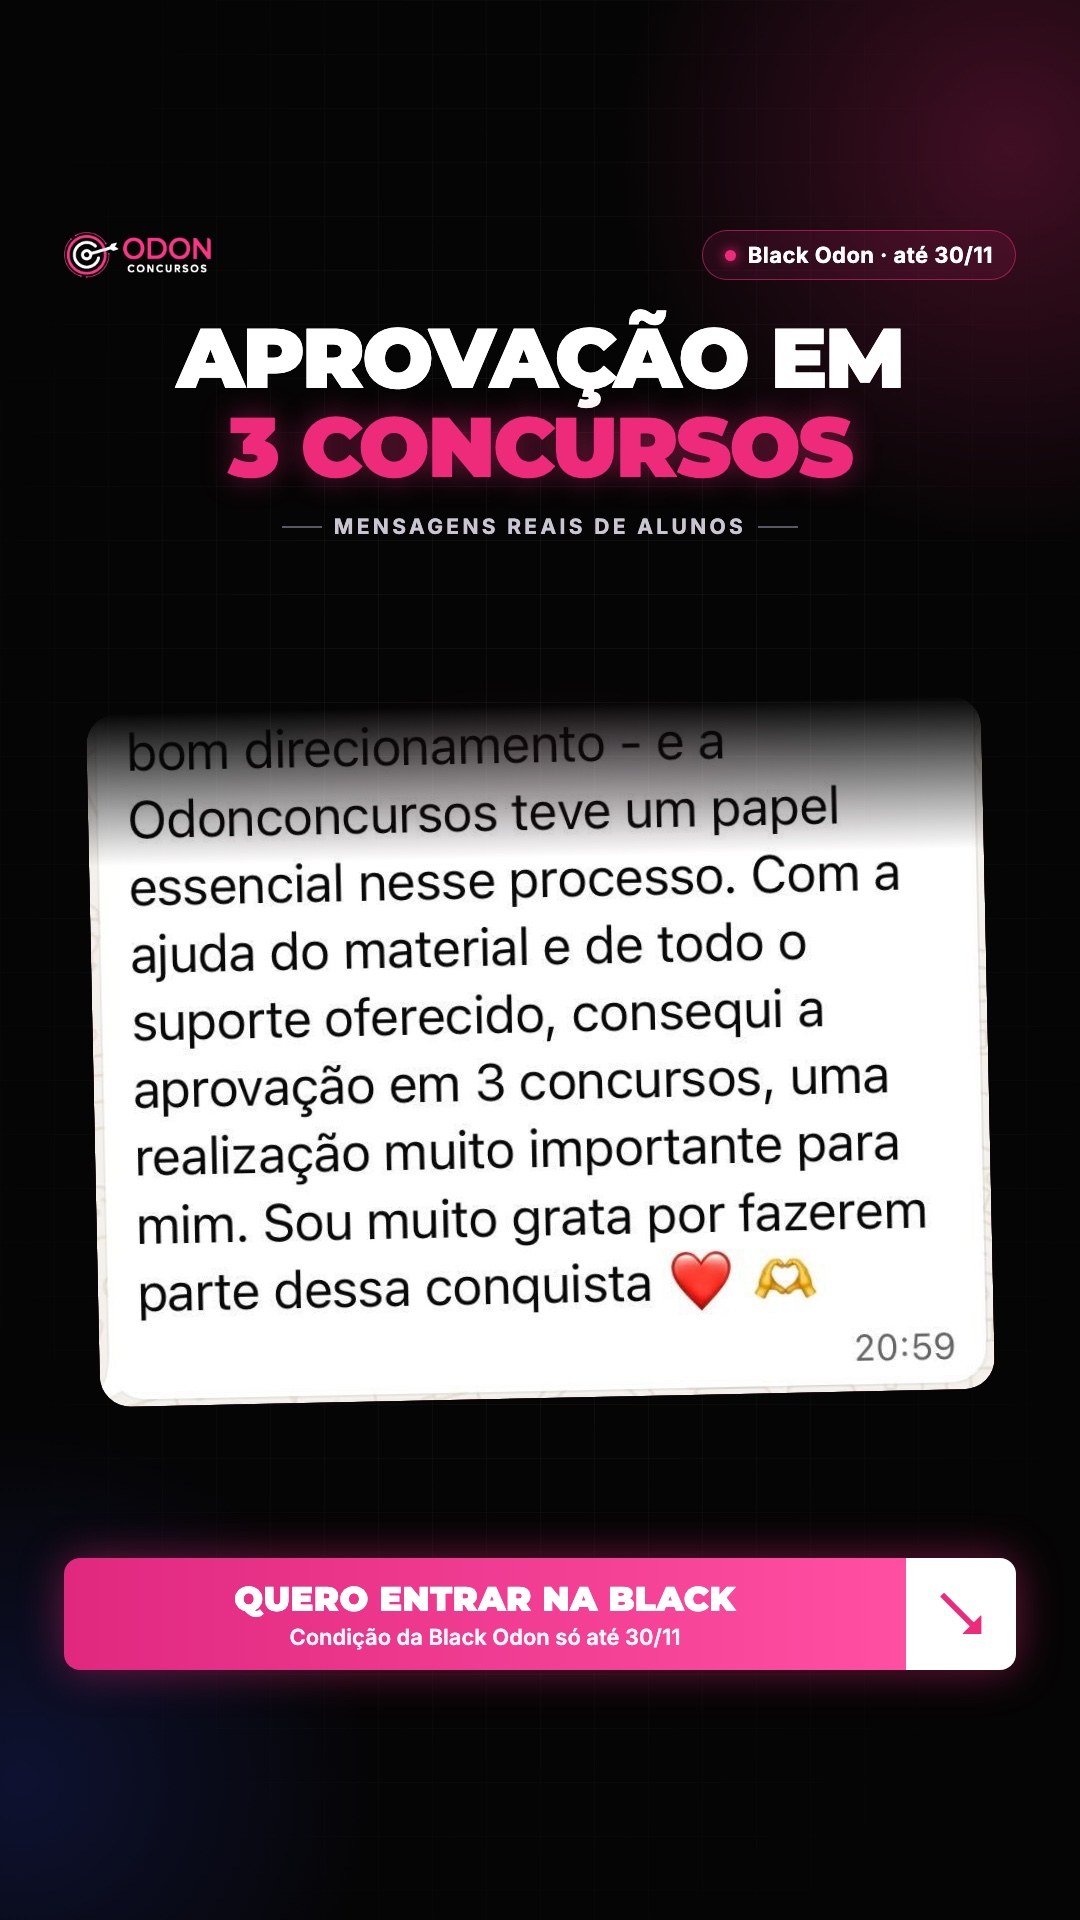 ODON
CONCURSOS
Black Odon · até 30/11
APROVAÇÃO EM
3 CONCURSOS
MENSAGENS REAIS DE ALUNOS
bom direcionamento - e a
Odonconcursos teve um papel
essencial nesse processo. Com a
ajuda do material e de todo o
suporte oferecido, consequi a
aprovação em 3 concursos, uma
realização muito importante para
mim. Sou muito grata por fazerem
parte dessa conquista ❤️ 🫶
20:59
QUERO ENTRAR NA BLACK
Condição da Black Odon só até 30/11